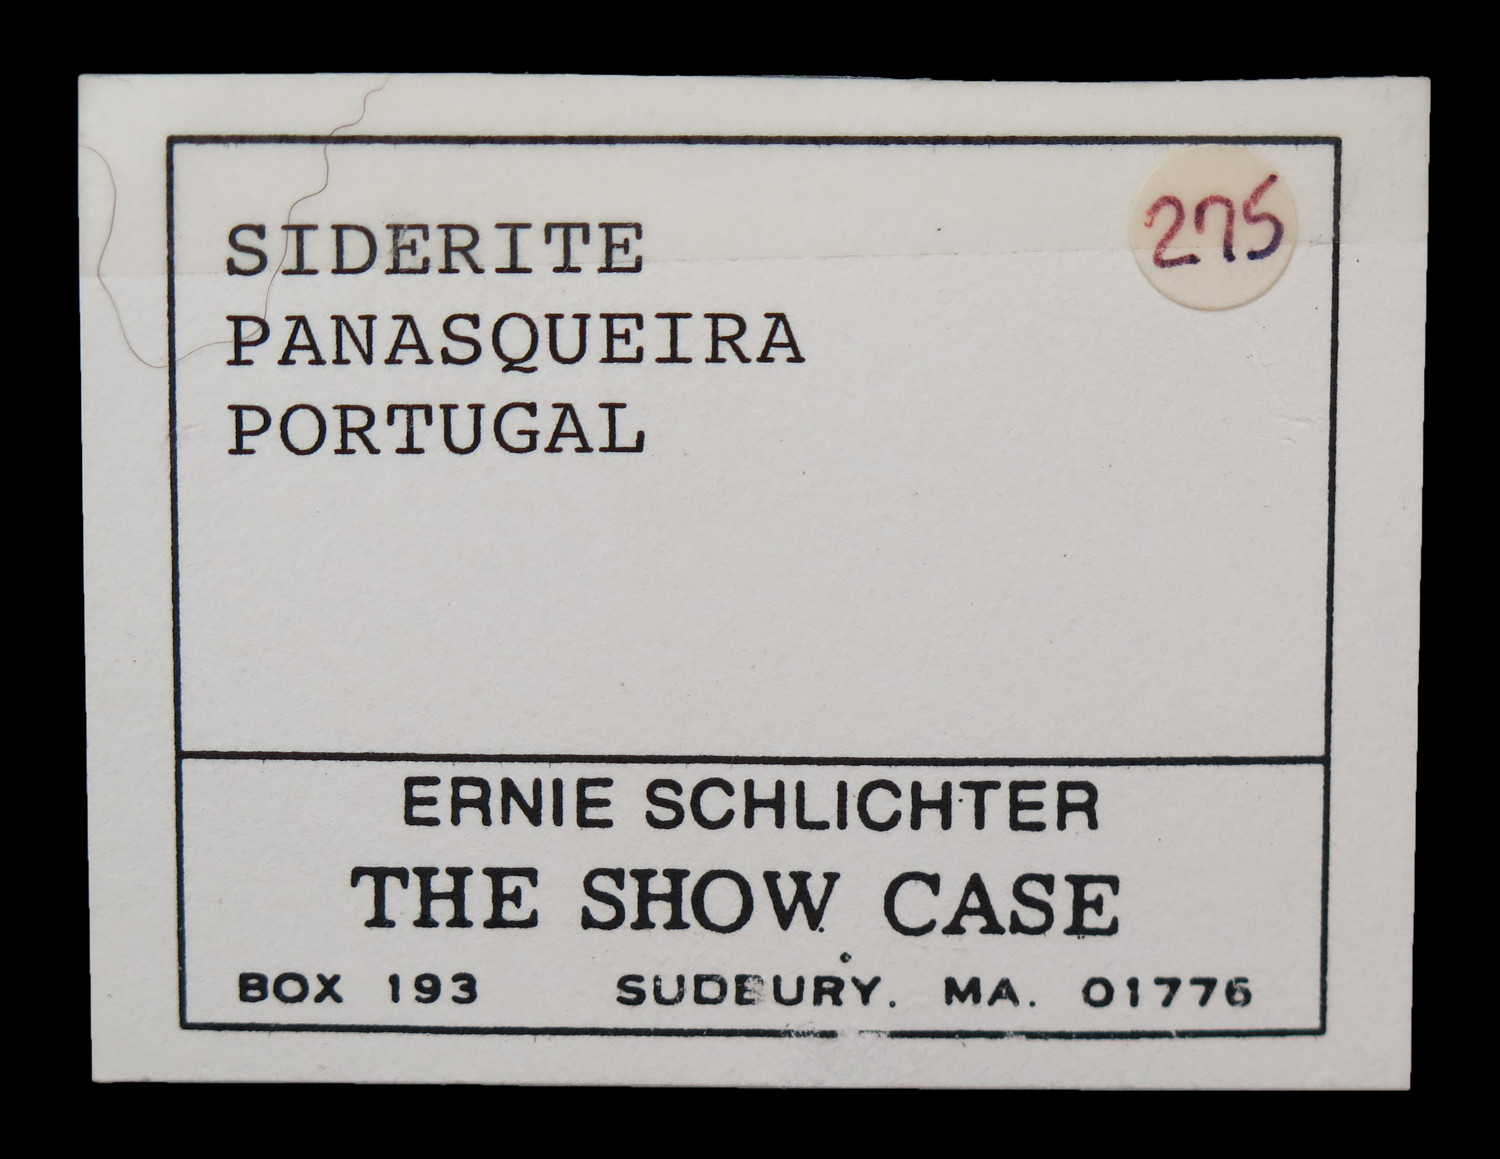 275
SIDERITE
PANASQUEIRA
PORTUGAL
ERNIE SCHLICHTER
THE SHOW CASE
BOX 193 SUDBURY. MA. 01776